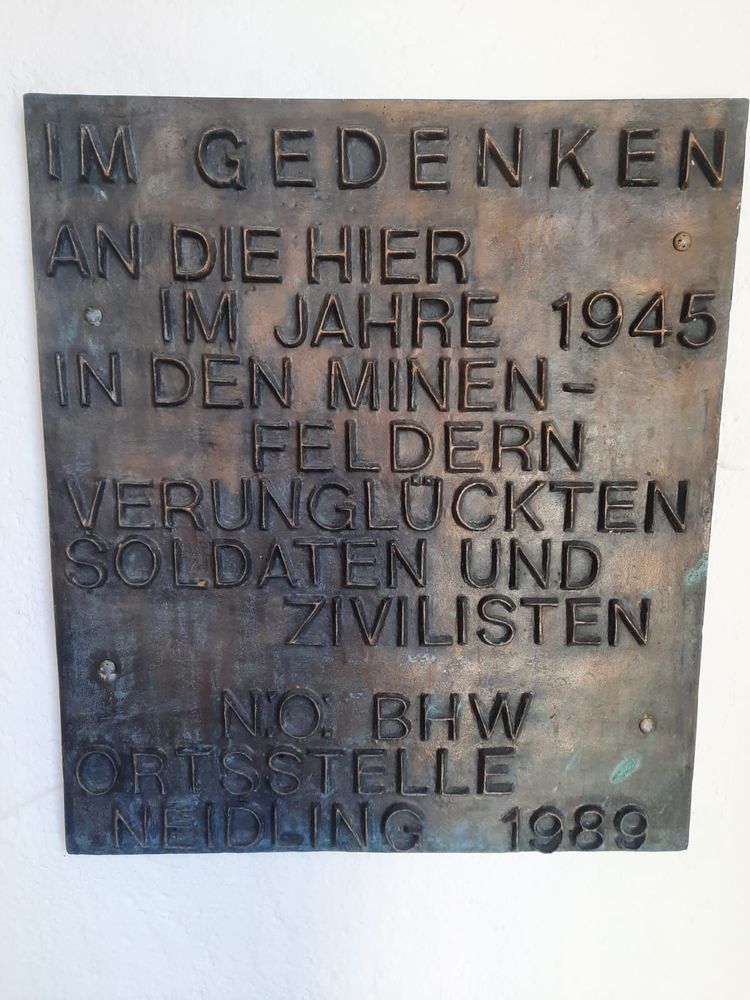 IM GEDENKEN
AN DIE HIER
IM JAHRE 1945
IN DEN MINEN-
FELDERN
VERUNGLÜCKTEN
SOLDATEN UND
ZIVILISTEN
N.Ö. BHW
ORTSSTELLE
NEIDLING 1989